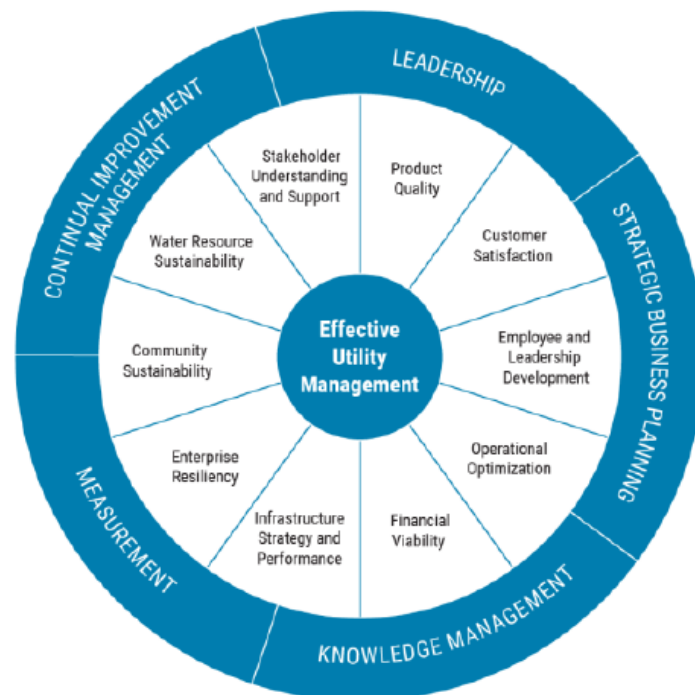 LEADERSHIP
STRATEGIC BUSINESS PLANNING
KNOWLEDGE MANAGEMENT
MEASUREMENT
CONTINUAL IMPROVEMENT
MANAGEMENT
Stakeholder
Understanding
and Support
Product
Quality
Customer
Satisfaction
Employee and
Leadership
Development
Operational
Optimization
Financial
Viability
Infrastructure
Strategy and
Performance
Enterprise
Resiliency
Community
Sustainability
Water Resource
Sustainability
Effective
Utility
Management